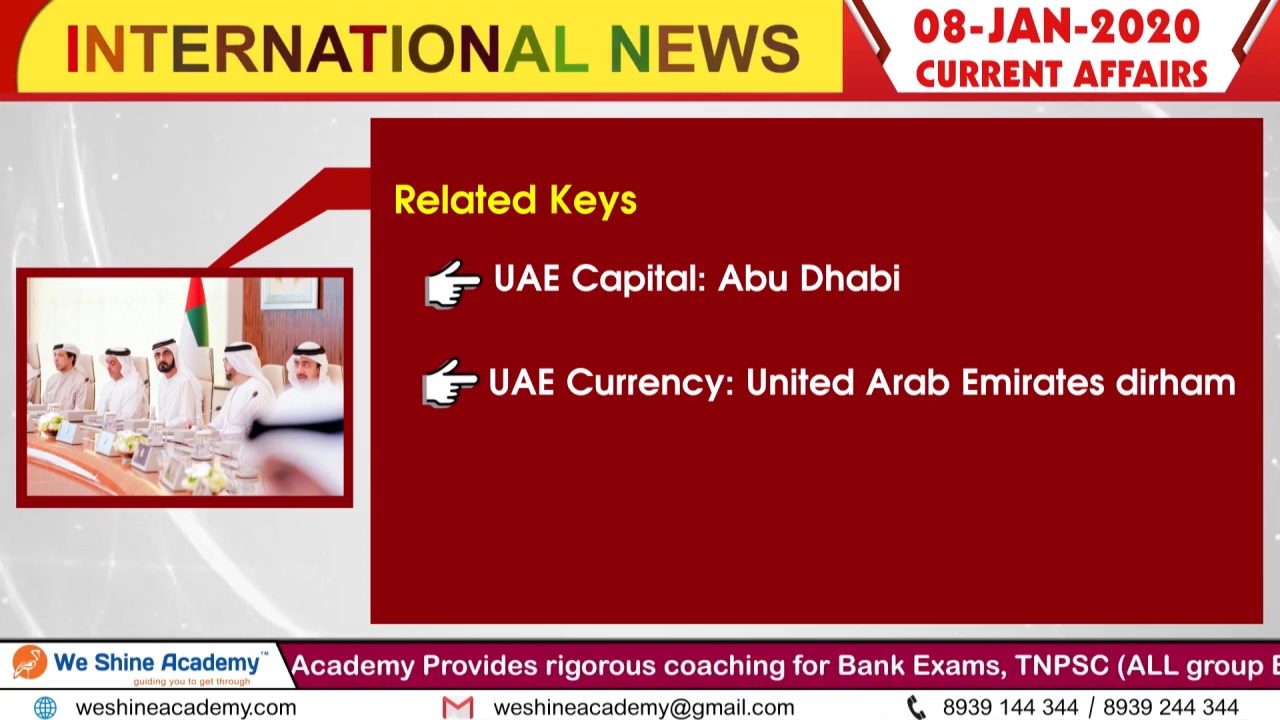 INTERNATIONAL NEWS
08-JAN-2020
CURRENT AFFAIRS
Related Keys
UAE Capital: Abu Dhabi
UAE Currency: United Arab Emirates dirham
We Shine Academy™
guiding you to get through
Academy Provides rigorous coaching for Bank Exams, TNPSC (ALL group E
weshineacademy.com
weshineacademy@gmail.com
8939 144 344 / 8939 244 344